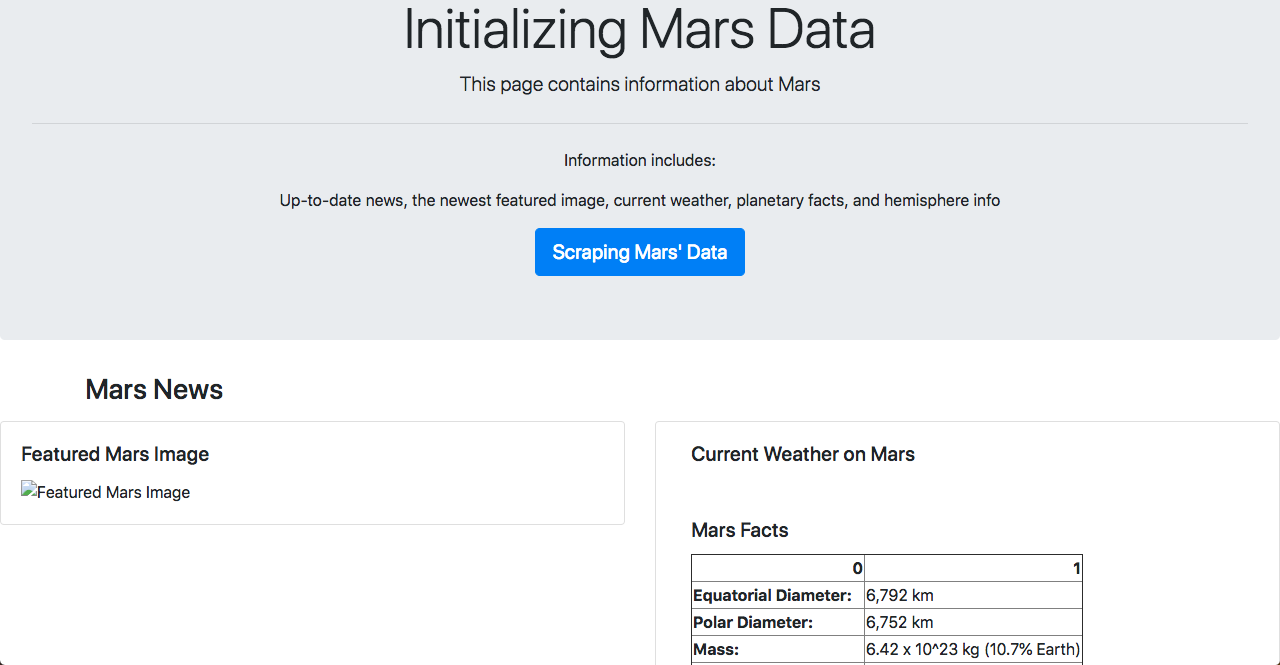 Initializing Mars Data
This page contains information about Mars
Information includes:
Up-to-date news, the newest featured image, current weather, planetary facts, and hemisphere info
Scraping Mars' Data
Mars News
Featured Mars Image
Featured Mars Image
Current Weather on Mars
Mars Facts
0 1
Equatorial Diameter: 6,792 km
Polar Diameter: 6,752 km
Mass: 6.42 x 10^23 kg (10.7% Earth)